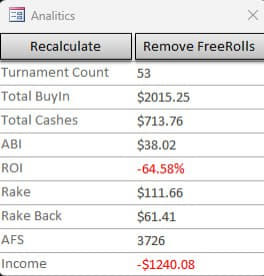 Analitics
Recalculate Remove FreeRolls
Turnament Count 53
Total BuyIn $2015.25
Total Cashes $713.76
ABI $38.02
ROI -64.58%
Rake $111.66
Rake Back $61.41
AFS 3726
Income -$1240.08